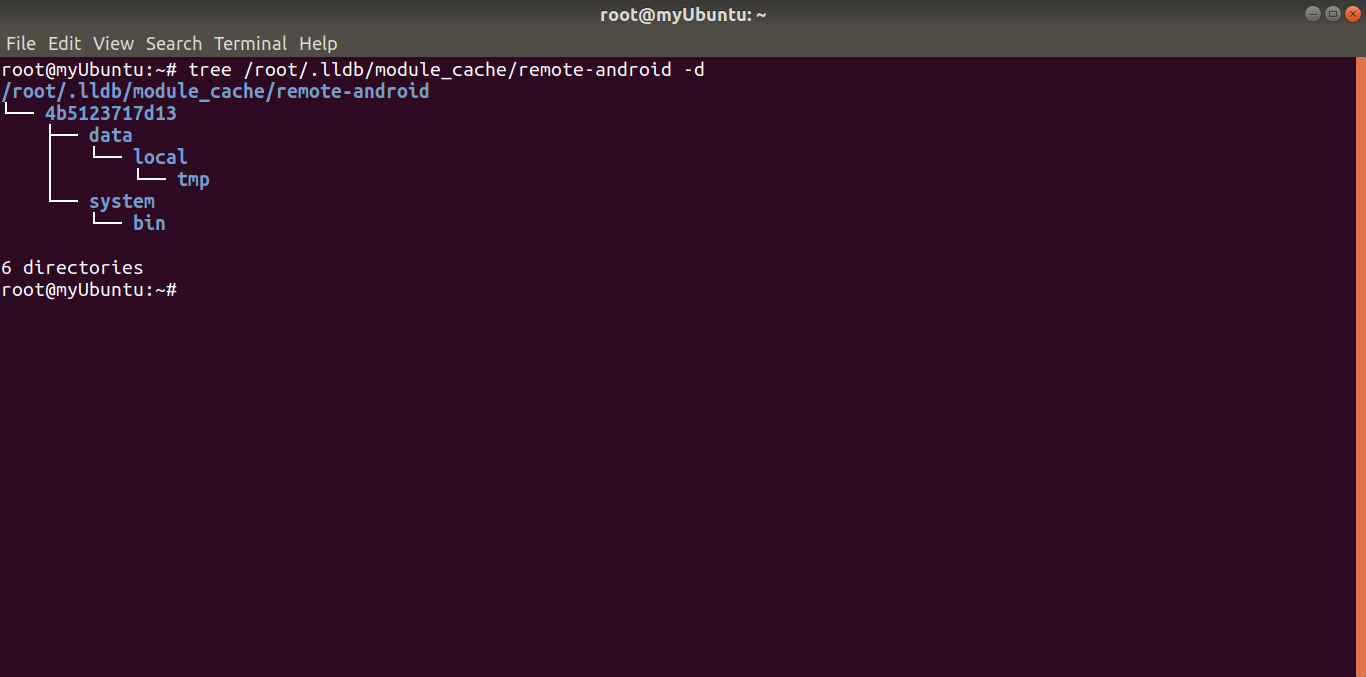 root@myUbuntu: ~
File Edit View Search Terminal Help
root@myUbuntu:~# tree /root/.lldb/module_cache/remote-android -d
/root/.lldb/module_cache/remote-android
└── 4b5123717d13
    ├── data
    │   └── local
    │       └── tmp
    └── system
        └── bin
6 directories
root@myUbuntu:~#